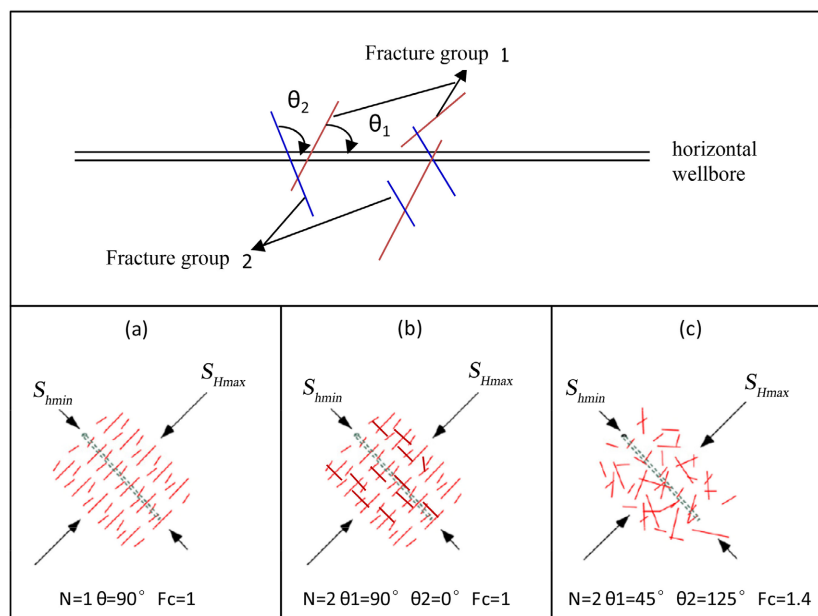 Fracture group 1
θ2
θ1
horizontal
wellbore
Fracture group 2
(a)
(b)
(c)
Shmin
SHmax
Shmin
SHmax
Shmin
SHmax
N=1 θ=90° Fc=1
N=2 θ1=90° θ2=0° Fc=1
N=2 θ1=45° θ2=125° Fc=1.4